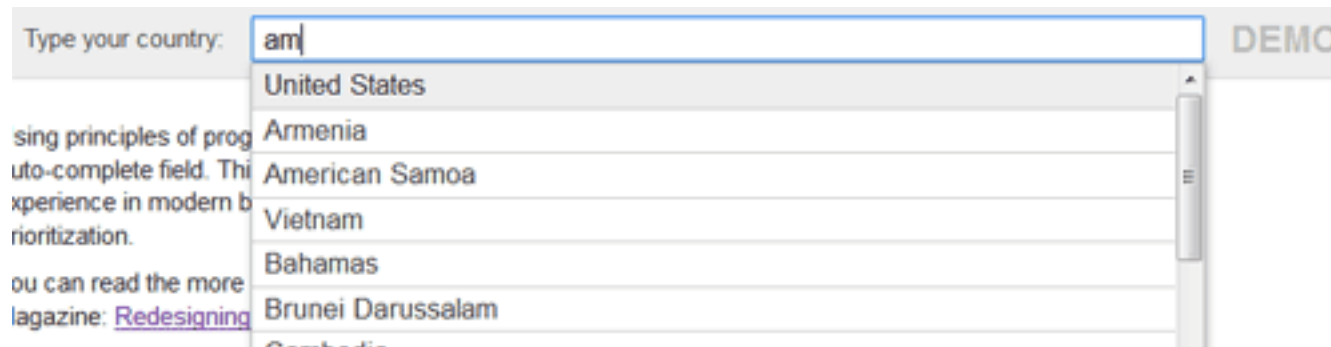 Type your country: am DEMO
United States
Armenia
American Samoa
Vietnam
Bahamas
Brunei Darussalam
Cambodia
sing principles of prog
uto-complete field. Thi
xperience in modern b
rioritization.
ou can read the more
lagazine: Redesigning